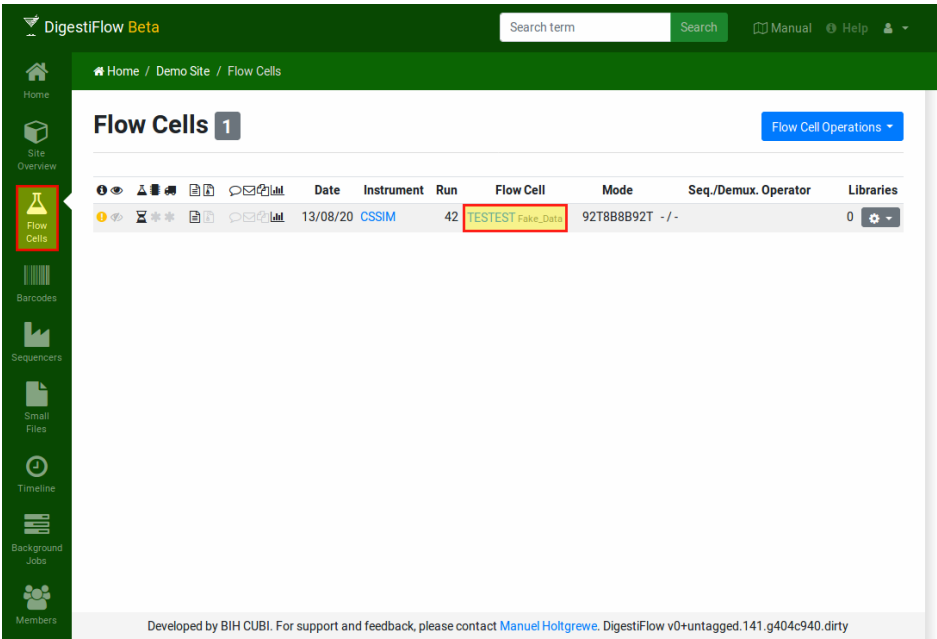 DigestiFlow Beta
Search term
Search
Manual
Help
Home
Site
Overview
Flow
Cells
Barcodes
Sequencers
Small
Files
Timeline
Background
Jobs
Members
Home / Demo Site / Flow Cells
Flow Cells 1
Flow Cell Operations
Date Instrument Run Flow Cell Mode Seq./Demux. Operator Libraries
13/08/20 CSSIM 42 TESTEST Fake_Data 92T8B8B92T -/- 0
Developed by BIH CUBI. For support and feedback, please contact Manuel Holtgrewe. DigestiFlow v0+untagged.141.g404c940.dirty